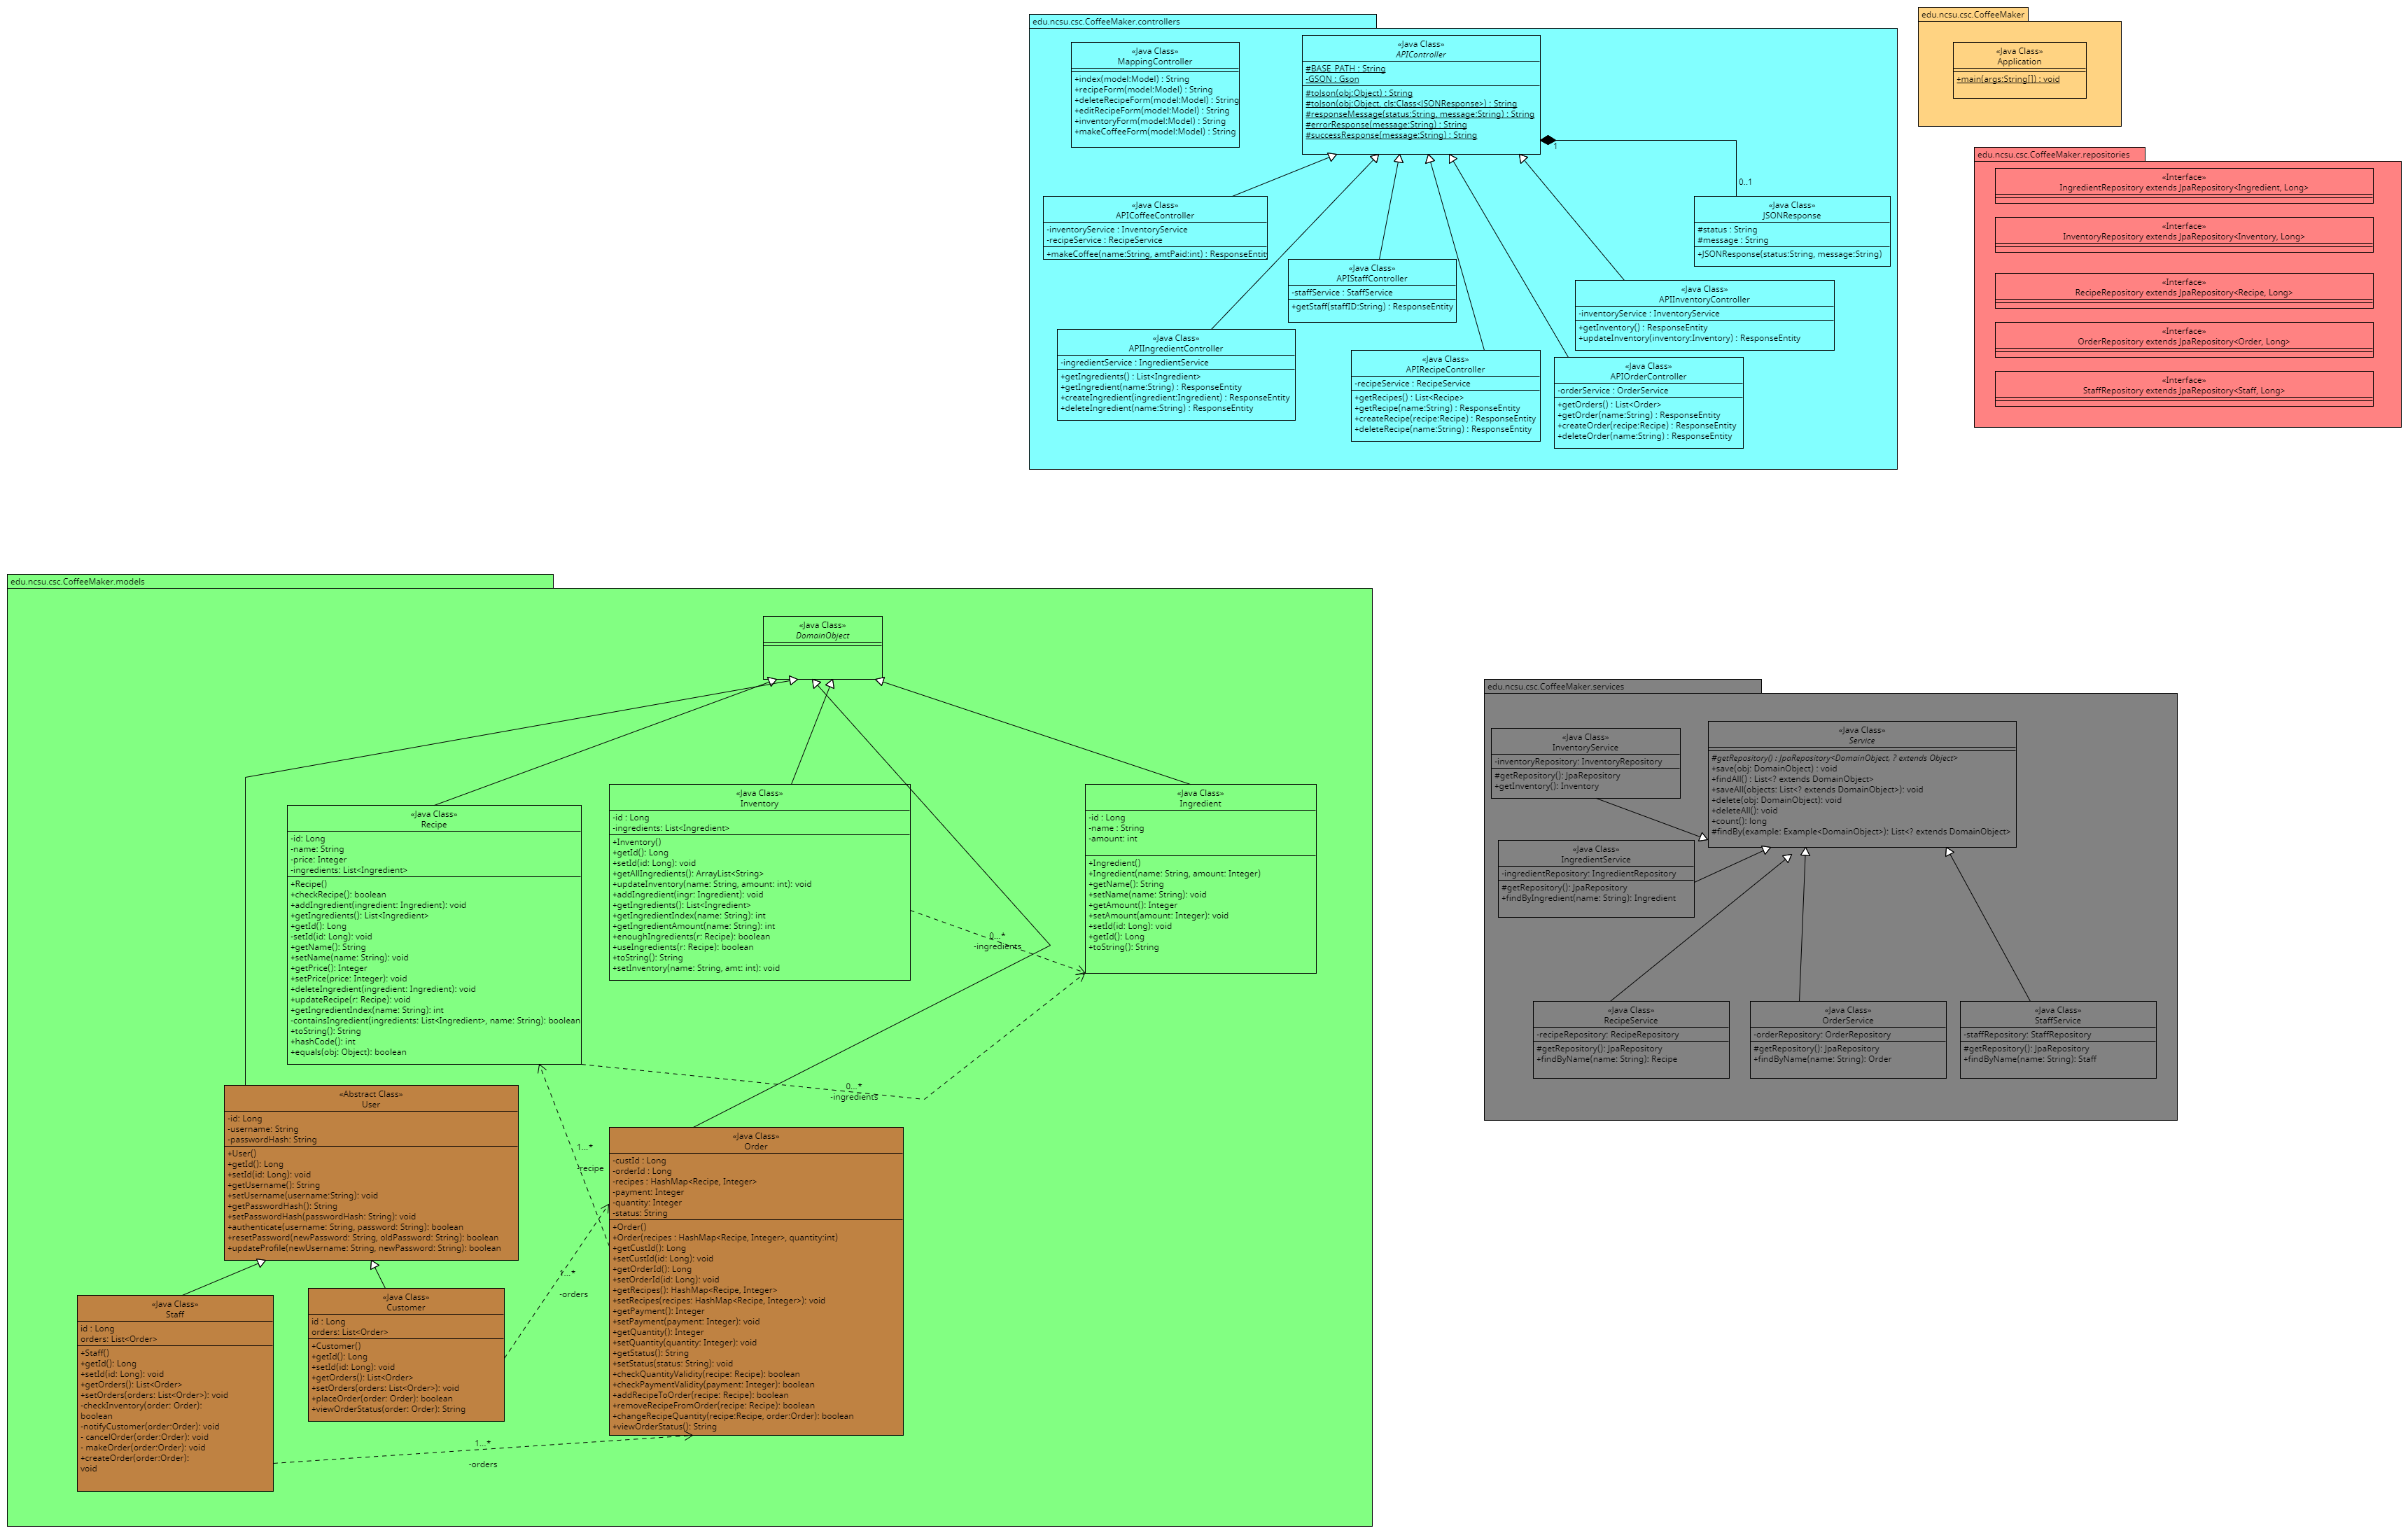 edu.ncsu.csc.CoffeeMaker.controllers
«Java Class»
MappingController
+index(model:Model) : String
+recipeForm(model:Model) : String
+deleteRecipeForm(model:Model) : String
+editRecipeForm(model:Model) : String
+inventoryForm(model:Model) : String
+makeCoffeeForm(model:Model) : String
«Java Class»
APIController
#BASE_PATH : String
-GSON : Gson
#toJson(obj:Object) : String
#toJson(obj:Object, cls:Class<JSONResponse>) : String
#responseMessage(status:String, message:String) : String
#errorResponse(message:String) : String
#successResponse(message:String) : String
1
0..1
«Java Class»
APICoffeeController
-inventoryService : InventoryService
-recipeService : RecipeService
+makeCoffee(name:String, amtPaid:int) : ResponseEntit
«Java Class»
JSONResponse
#status : String
#message : String
+JSONResponse(status:String, message:String)
«Java Class»
APIStaffController
-staffService : StaffService
+getStaff(staffID:String) : ResponseEntity
«Java Class»
APIInventoryController
-inventoryService : InventoryService
+getInventory() : ResponseEntity
+updateInventory(inventory:Inventory) : ResponseEntity
«Java Class»
APIIngredientController
-ingredientService : IngredientService
+getIngredients() : List<Ingredient>
+getIngredient(name:String) : ResponseEntity
+createIngredient(ingredient:Ingredient) : ResponseEntity
+deleteIngredient(name:String) : ResponseEntity
«Java Class»
APIRecipeController
-recipeService : RecipeService
+getRecipes() : List<Recipe>
+getRecipe(name:String) : ResponseEntity
+createRecipe(recipe:Recipe) : ResponseEntity
+deleteRecipe(name:String) : ResponseEntity
«Java Class»
APIOrderController
-orderService : OrderService
+getOrders() : List<Order>
+getOrder(name:String) : ResponseEntity
+createOrder(recipe:Recipe) : ResponseEntity
+deleteOrder(name:String) : ResponseEntity
edu.ncsu.csc.CoffeeMaker
«Java Class»
Application
+main(args:String[]) : void
edu.ncsu.csc.CoffeeMaker.repositories
«Interface»
IngredientRepository extends JpaRepository<Ingredient, Long>
«Interface»
InventoryRepository extends JpaRepository<Inventory, Long>
«Interface»
RecipeRepository extends JpaRepository<Recipe, Long>
«Interface»
OrderRepository extends JpaRepository<Order, Long>
«Interface»
StaffRepository extends JpaRepository<Staff, Long>
edu.ncsu.csc.CoffeeMaker.models
«Java Class»
DomainObject
«Java Class»
Recipe
-id: Long
-name: String
-price: Integer
-ingredients: List<Ingredient>
+Recipe()
+checkRecipe(): boolean
+addIngredient(ingredient: Ingredient): void
+getIngredients(): List<Ingredient>
+getId(): Long
-setId(id: Long): void
+getName(): String
+setName(name: String): void
+getPrice(): Integer
+setPrice(price: Integer): void
+deleteIngredient(ingredient: Ingredient): void
+updateRecipe(r: Recipe): void
+getIngredientIndex(name: String): int
-containsIngredient(ingredients: List<Ingredient>, name: String): boolean
+toString(): String
+hashCode(): int
+equals(obj: Object): boolean
«Java Class»
Inventory
-id : Long
-ingredients: List<Ingredient>
+Inventory()
+getId(): Long
+setId(id: Long): void
+getAllIngredients(): ArrayList<String>
+updateInventory(name: String, amount: int): void
+addIngredient(ingr: Ingredient): void
+getIngredients(): List<Ingredient>
+getIngredientIndex(name: String): int
+getIngredientAmount(name: String): int
+enoughIngredients(r: Recipe): boolean
+useIngredients(r: Recipe): boolean
+toString(): String
+setInventory(name: String, amt: int): void
«Java Class»
Ingredient
-id : Long
-name : String
-amount: int
+Ingredient()
+Ingredient(name: String, amount: Integer)
+getName(): String
+setName(name: String): void
+getAmount(): Integer
+setAmount(amount: Integer): void
+setId(id: Long): void
+getId(): Long
+toString(): String
0...*
-ingredients
0...*
-ingredients
«Abstract Class»
User
-id: Long
-username: String
-passwordHash: String
+User()
+getId(): Long
+setId(id: Long): void
+getUsername(): String
+setUsername(username:String): void
+getPasswordHash(): String
+setPasswordHash(passwordHash: String): void
+authenticate(username: String, password: String): boolean
+resetPassword(newPassword: String, oldPassword: String): boolean
+updateProfile(newUsername: String, newPassword: String): boolean
1...*
-recipe
1...*
-orders
«Java Class»
Order
-custId : Long
-orderId : Long
-recipes : HashMap<Recipe, Integer>
-payment: Integer
-quantity: Integer
-status: String
+Order()
+Order(recipes : HashMap<Recipe, Integer>, quantity:int)
+getCustId(): Long
+setCustId(id: Long): void
+getOrderId(): Long
+setOrderId(id: Long): void
+getRecipes(): HashMap<Recipe, Integer>
+setRecipes(recipes: HashMap<Recipe, Integer>): void
+getPayment(): Integer
+setPayment(payment: Integer): void
+getQuantity(): Integer
+setQuantity(quantity: Integer): void
+getStatus(): String
+setStatus(status: String): void
+checkQuantityValidity(recipe: Recipe): boolean
+checkPaymentValidity(payment: Integer): boolean
+addRecipeToOrder(recipe: Recipe): boolean
+removeRecipeFromOrder(recipe: Recipe): boolean
+changeRecipeQuantity(recipe:Recipe, order:Order): boolean
+viewOrderStatus(): String
«Java Class»
Staff
id : Long
orders: List<Order>
+Staff()
+getId(): Long
+setId(id: Long): void
+getOrders(): List<Order>
+setOrders(orders: List<Order>): void
-checkInventory(order: Order):
boolean
-notifyCustomer(order:Order): void
- cancelOrder(order:Order): void
- makeOrder(order:Order): void
+createOrder(order:Order):
void
«Java Class»
Customer
id : Long
orders: List<Order>
+Customer()
+getId(): Long
+setId(id: Long): void
+getOrders(): List<Order>
+setOrders(orders: List<Order>): void
+placeOrder(order: Order): boolean
+viewOrderStatus(order: Order): String
1...*
-orders
edu.ncsu.csc.CoffeeMaker.services
«Java Class»
InventoryService
-inventoryRepository: InventoryRepository
#getRepository(): JpaRepository
+getInventory(): Inventory
«Java Class»
Service
#getRepository() : JpaRepository<DomainObject, ? extends Object>
+save(obj: DomainObject) : void
+findAll() : List<? extends DomainObject>
+saveAll(objects: List<? extends DomainObject>): void
+delete(obj: DomainObject): void
+deleteAll(): void
+count(): long
#findBy(example: Example<DomainObject>): List<? extends DomainObject>
«Java Class»
IngredientService
-ingredientRepository: IngredientRepository
#getRepository(): JpaRepository
+findByIngredient(name: String): Ingredient
«Java Class»
RecipeService
-recipeRepository: RecipeRepository
#getRepository(): JpaRepository
+findByName(name: String): Recipe
«Java Class»
OrderService
-orderRepository: OrderRepository
#getRepository(): JpaRepository
+findByName(name: String): Order
«Java Class»
StaffService
-staffRepository: StaffRepository
#getRepository(): JpaRepository
+findByName(name: String): Staff